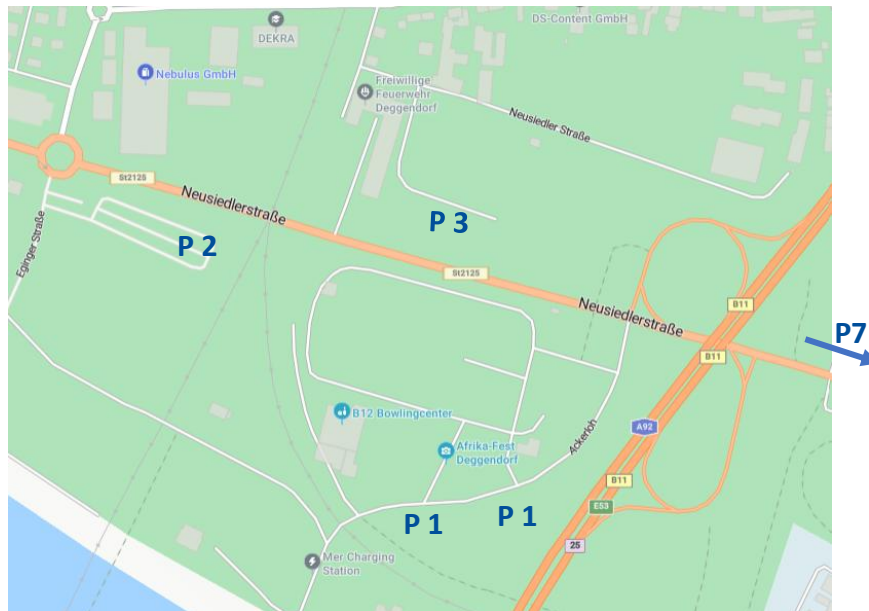 DS-Content GmbH
DEKRA
Nebulus GmbH
Freiwillige
Feuerwehr
Deggendorf
Neusiedler Straße
St2125
Neusiedlerstraße
P 3
P 2
Eginger Straße
St2125
Neusiedlerstraße
B11
P7
B11
B12 Bowlingcenter
A92
Ackerloh
Afrika-Fest
Deggendorf
B11
E53
P 1
P 1
25
Mer Charging
Station